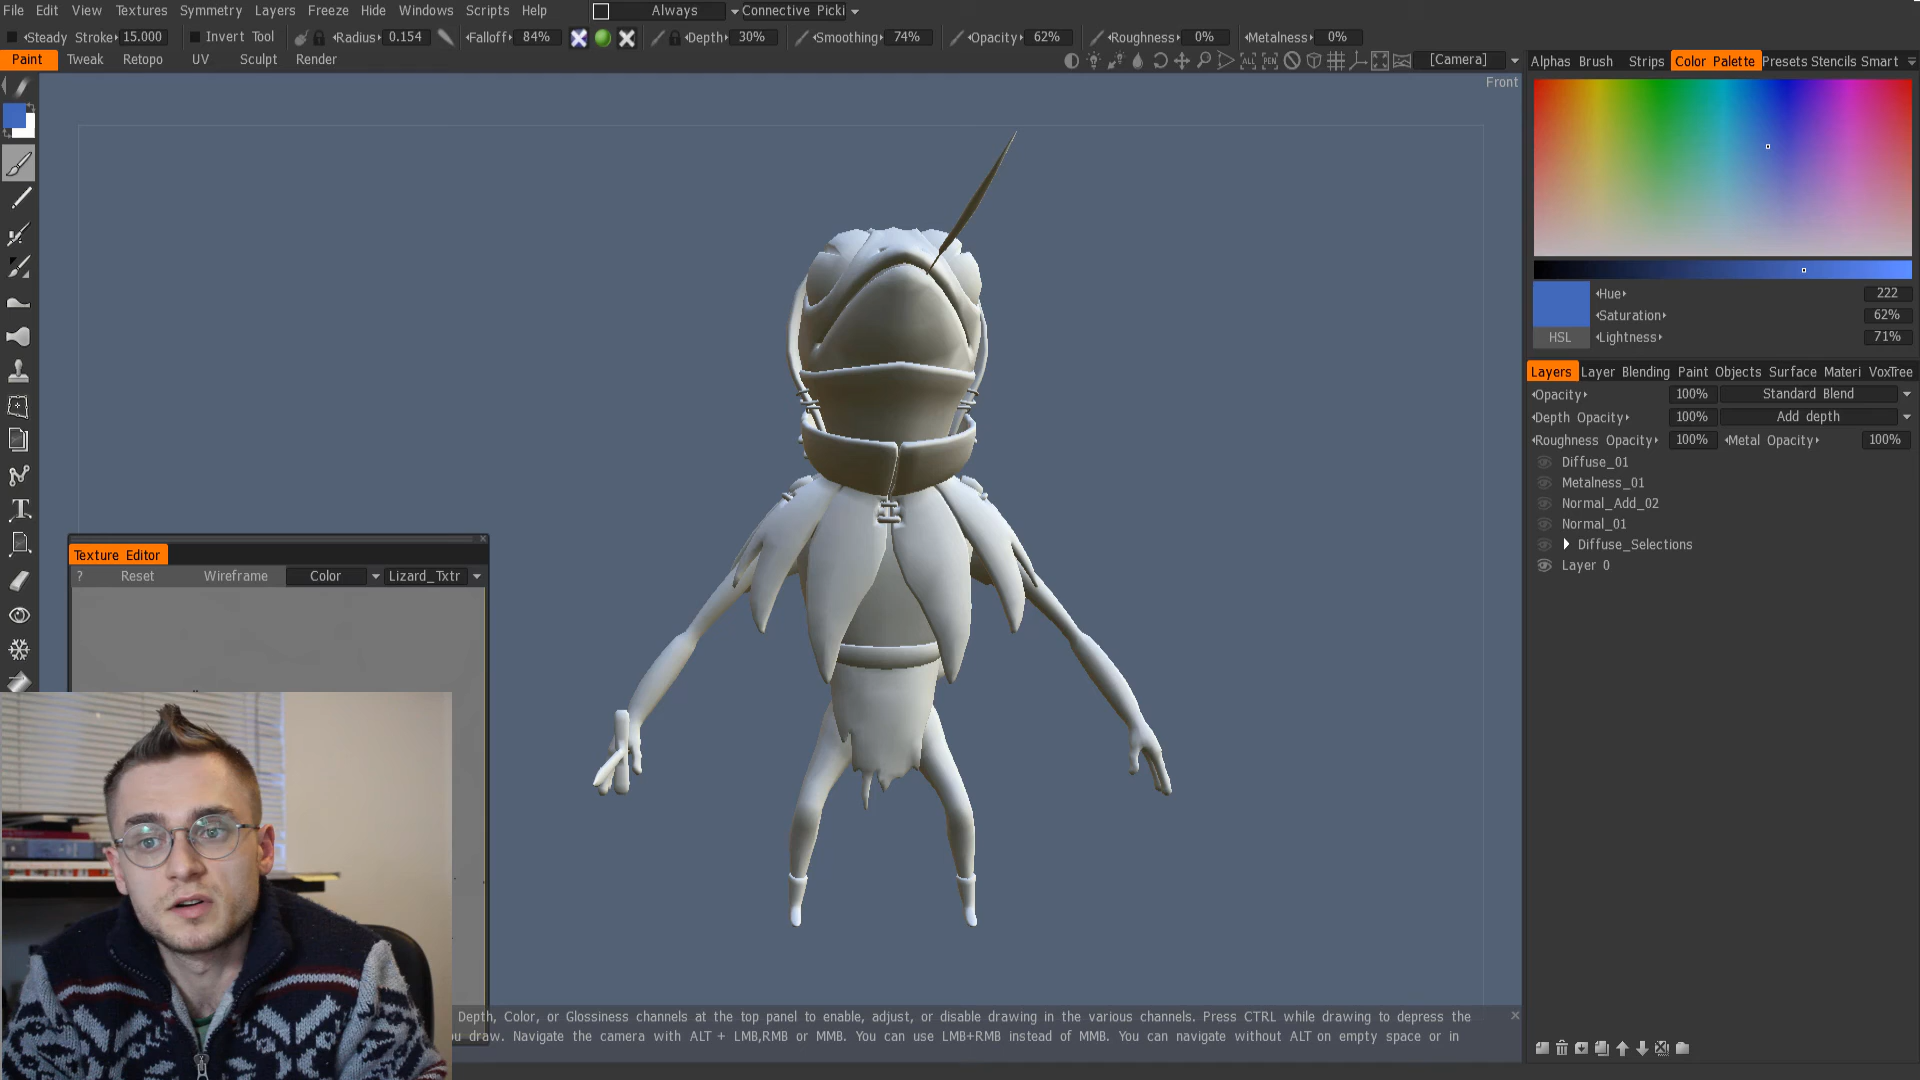 File Edit View Textures Symmetry Layers Freeze Hide Windows Scripts Help Always Connective Picki
Steady Stroke 15.000 Invert Tool Radius 0.154 Falloff 84% Depth 30% Smoothing 74% Opacity 62% Roughness 0% Metalness 0%
Paint Tweak Retopo UV Sculpt Render ALL PEN [Camera]
Front
Alphas Brush Strips Color Palette Presets Stencils Smart
Hue 222
Saturation 62%
HSL Lightness 71%
Layers Layer Blending Paint Objects Surface Materi VoxTree
Opacity 100% Standard Blend
Depth Opacity 100% Add depth
Roughness Opacity 100% Metal Opacity 100%
Diffuse_01
Metalness_01
Normal_Add_02
Normal_01
Diffuse_Selections
Layer 0
Texture Editor
? Reset Wireframe Color Lizard_Txtr
Depth, Color, or Glossiness channels at the top panel to enable, adjust, or disable drawing in the various channels. Press CTRL while drawing to depress the
draw. Navigate the camera with ALT + LMB,RMB or MMB. You can use LMB+RMB instead of MMB. You can navigate without ALT on empty space or in